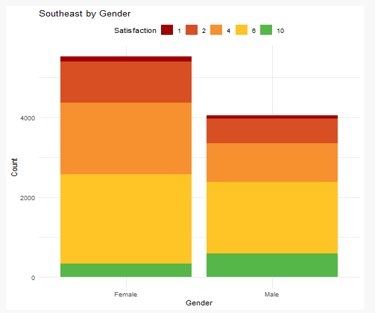 Southeast by Gender
Satisfaction 1 2 4 6 10
4000
2000
0
Count
Female Male
Gender